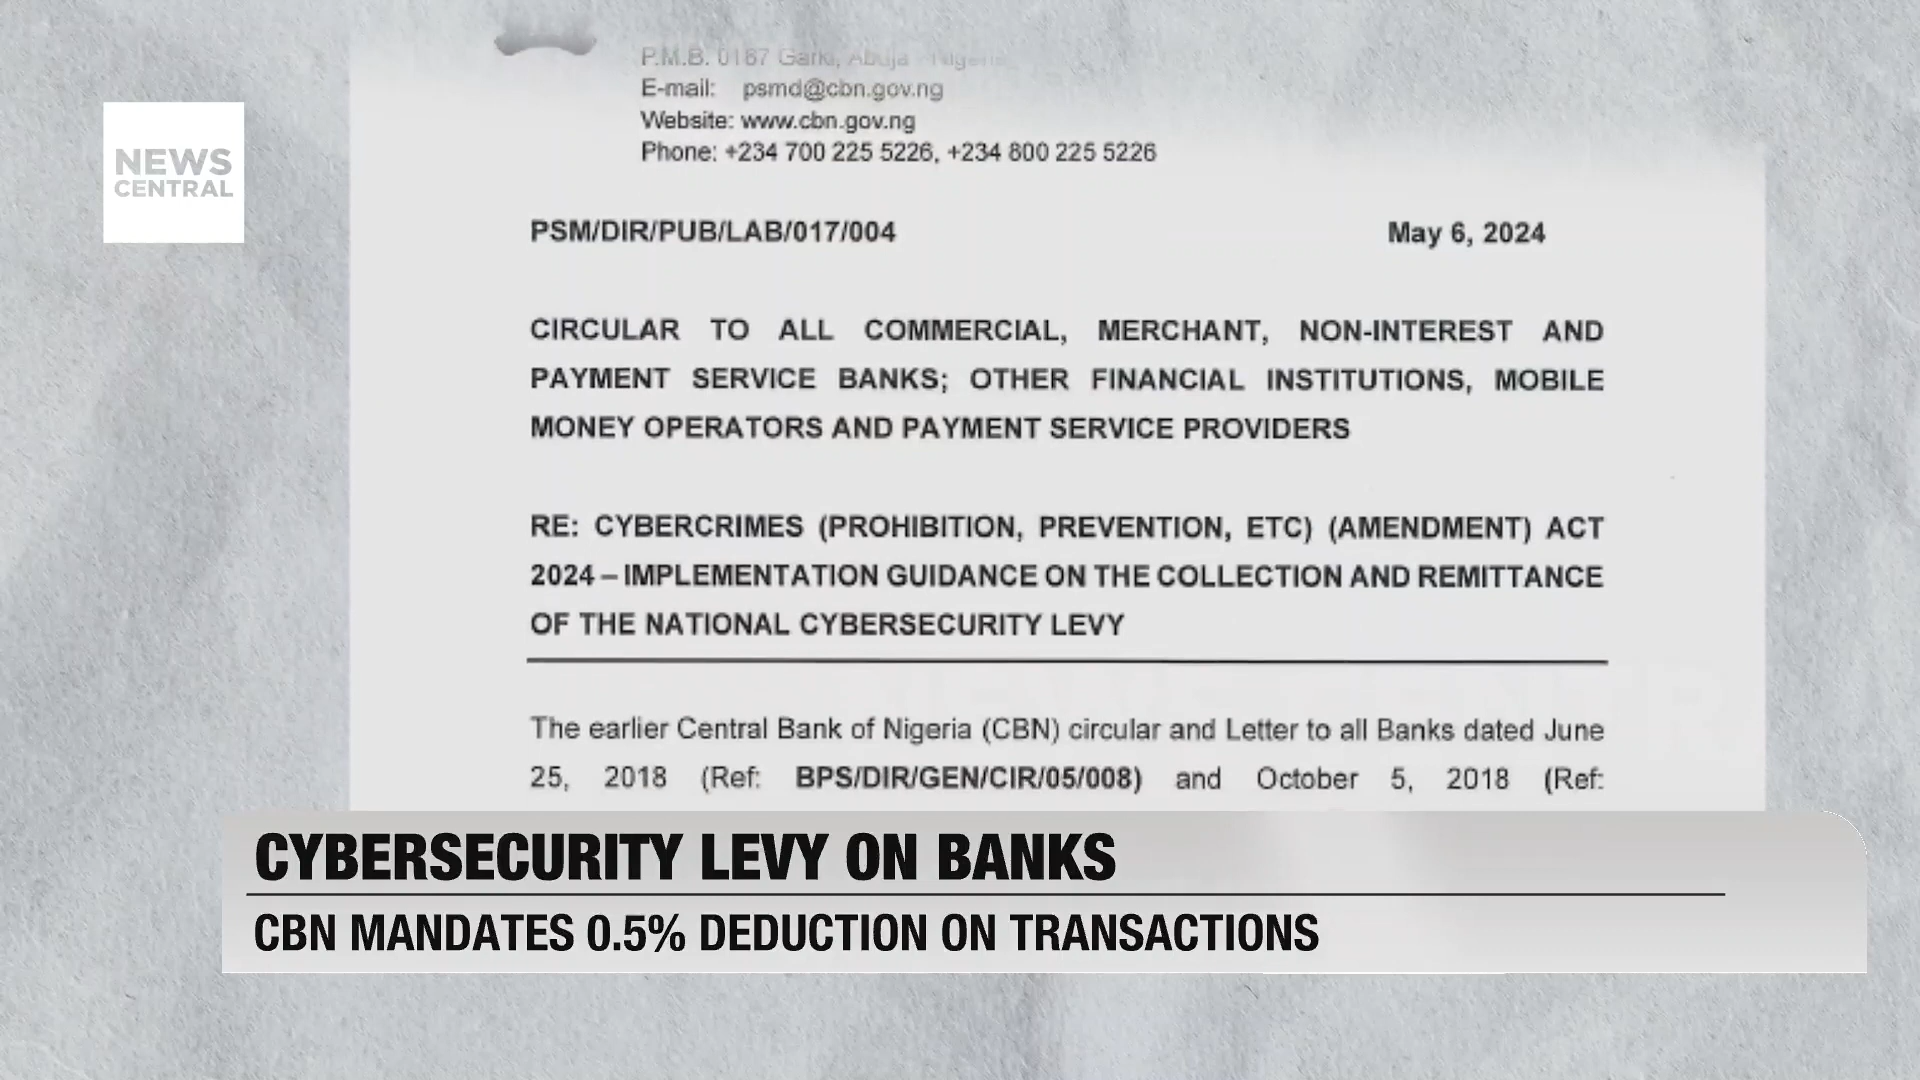 P.M.B. 0187 Garki, Abuja - Nigeria
E-mail: psmd@cbn.gov.ng
Website: www.cbn.gov.ng
Phone: +234 700 225 5226, +234 800 225 5226
NEWS
CENTRAL
PSM/DIR/PUB/LAB/017/004 May 6, 2024
CIRCULAR TO ALL COMMERCIAL, MERCHANT, NON-INTEREST AND
PAYMENT SERVICE BANKS; OTHER FINANCIAL INSTITUTIONS, MOBILE
MONEY OPERATORS AND PAYMENT SERVICE PROVIDERS
RE: CYBERCRIMES (PROHIBITION, PREVENTION, ETC) (AMENDMENT) ACT
2024 – IMPLEMENTATION GUIDANCE ON THE COLLECTION AND REMITTANCE
OF THE NATIONAL CYBERSECURITY LEVY
The earlier Central Bank of Nigeria (CBN) circular and Letter to all Banks dated June
25, 2018 (Ref: BPS/DIR/GEN/CIR/05/008) and October 5, 2018 (Ref:
CYBERSECURITY LEVY ON BANKS
CBN MANDATES 0.5% DEDUCTION ON TRANSACTIONS